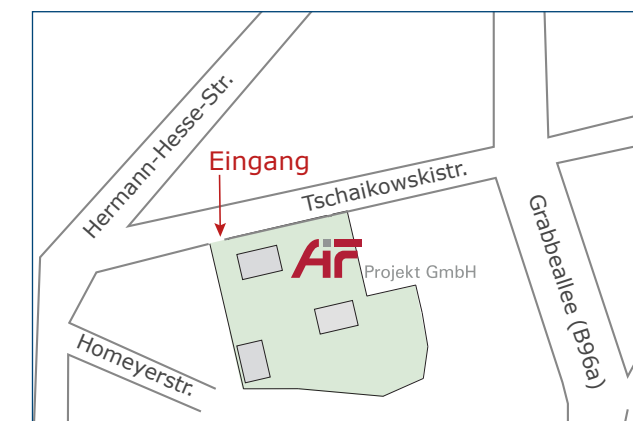 Hermann-Hesse-Str.
Eingang
Tschaikowskistr.
AiF
Projekt GmbH
Grabbeallee (B96a)
Homeyerstr.